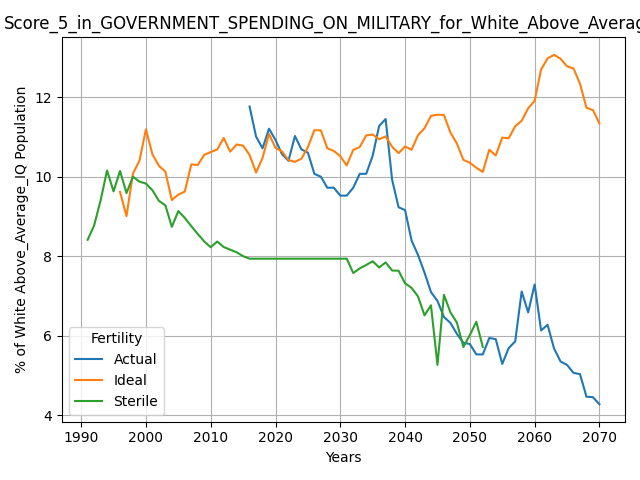 Score_5_in_GOVERNMENT_SPENDING_ON_MILITARY_for_White_Above_Averag
% of White Above_Average_IQ Population
12
10
8
6
4
Fertility
Actual
Ideal
Sterile
1990 2000 2010 2020 2030 2040 2050 2060 2070
Years